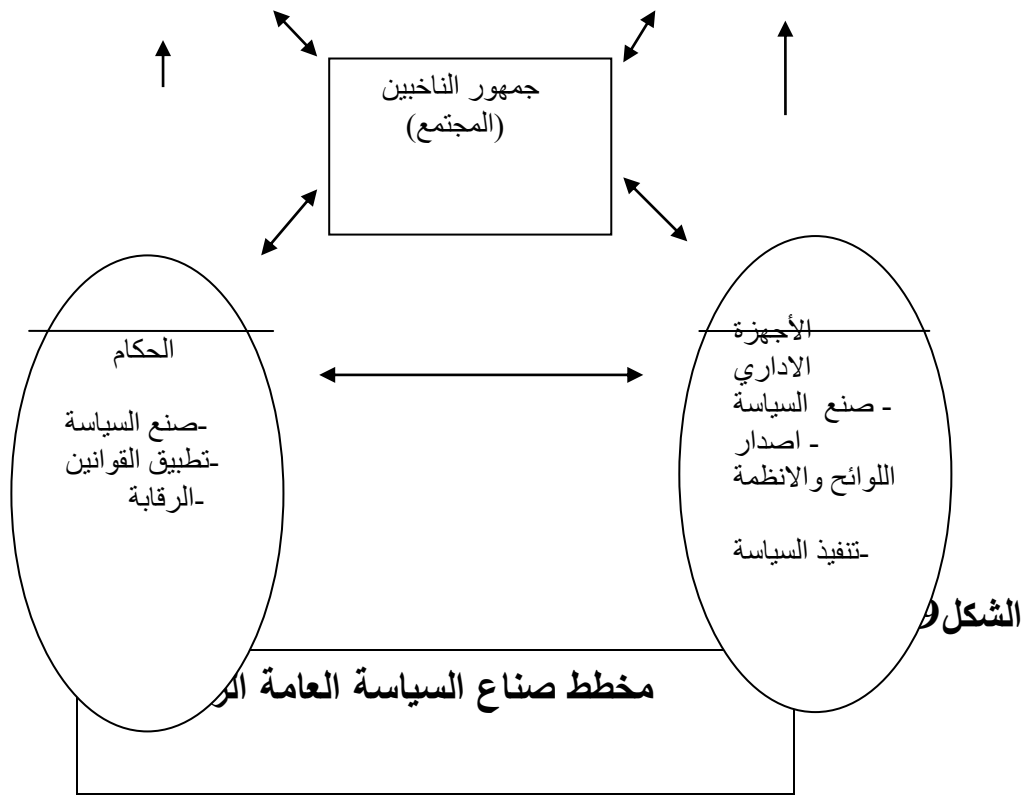 جمهور الناخبين
(المجتمع)
الأجهزة
الاداري
- صنع السياسة
- اصدار
اللوائح والانظمة
-تنفيذ السياسة
الحكام
-صنع السياسة
-تطبيق القوانين
-الرقابة
الشكل9
مخطط صناع السياسة العامة